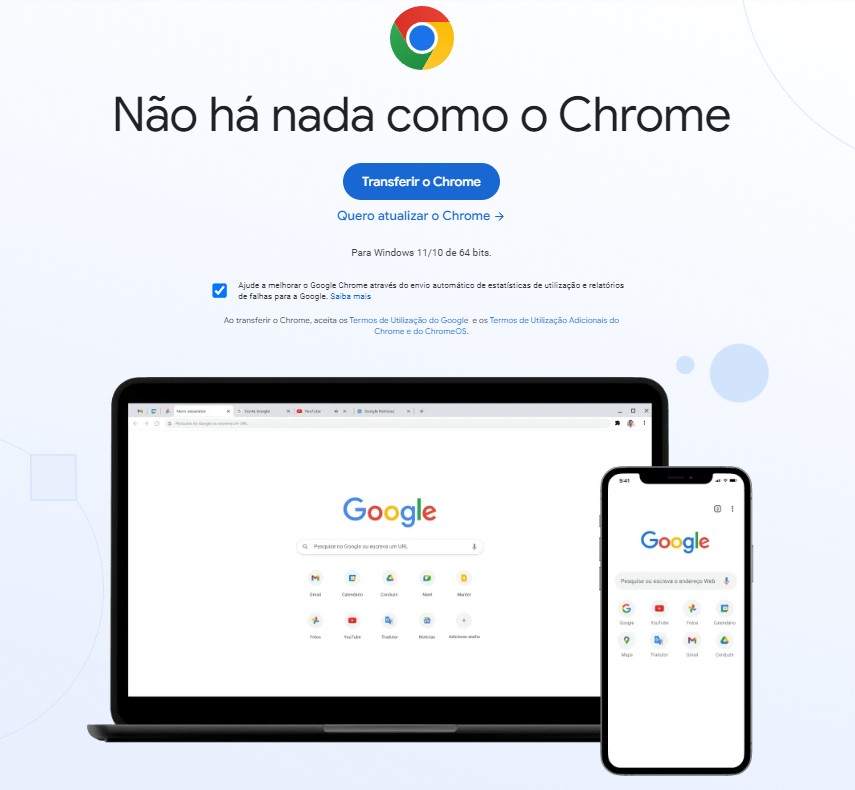 Não há nada como o Chrome
Transferir o Chrome
Quero atualizar o Chrome →
Para Windows 11/10 de 64 bits.
Ajude a melhorar o Google Chrome através do envio automático de estatísticas de utilização e relatórios
de falhas para a Google. Saiba mais
Ao transferir o Chrome, aceita os Termos de Utilização do Google e os Termos de Utilização Adicionais do
Chrome e do ChromeOS.
Novo separador
YouTube
Google Notícias
Pesquise no Google ou escreva um URL
Google
Pesquise no Google ou escreva um URL
Gmail Calendário Conduzir Meet Manter
Fotos YouTube Tradutor Notícias Adicionar atalho
9:41
Google
Pesquise ou escreva o endereço Web
Google YouTube Fotos Calendário
Maps Tradutor Gmail Conduzir